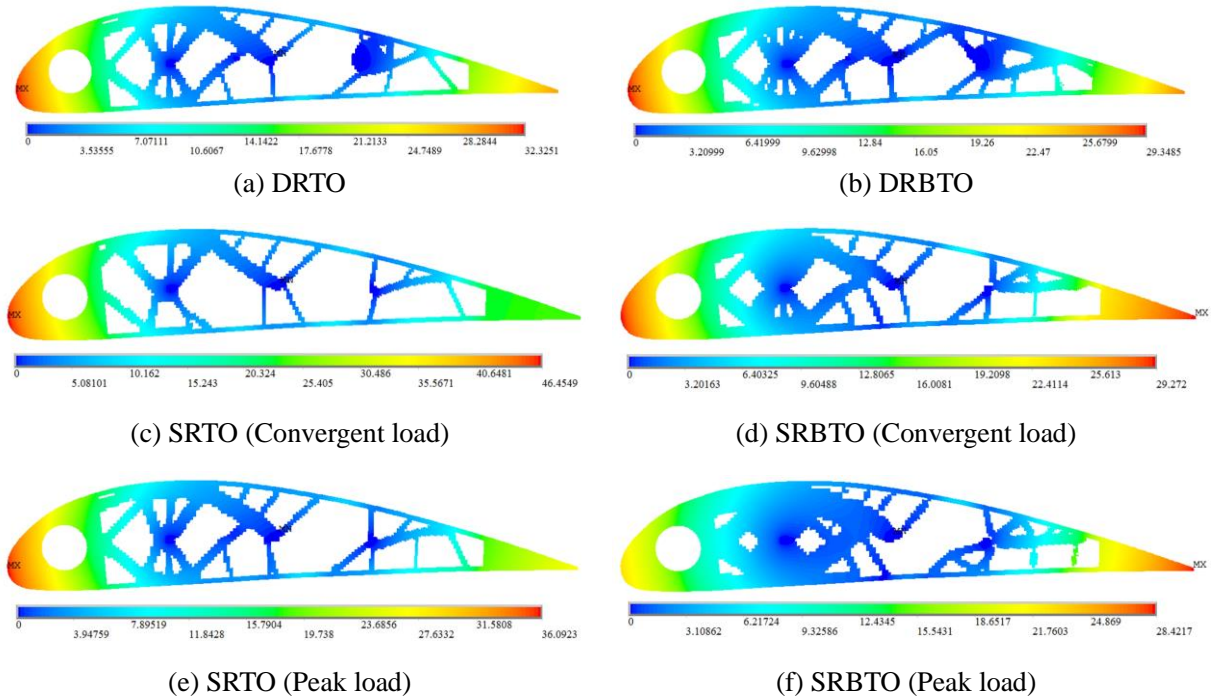 MX
0 7.07111 14.1422 21.2133 28.2844
3.53555 10.6067 17.6778 24.7489 32.3251
(a) DRTO
MX
0 6.41999 12.84 19.26 25.6799
3.20999 9.62998 16.05 22.47 29.3485
(b) DRBTO
MX
0 10.162 20.324 30.486 40.6481
5.08101 15.243 25.405 35.5671 46.4549
(c) SRTO (Convergent load)
MX
0 6.40325 12.8065 19.2098 25.613
3.20163 9.60488 16.0081 22.4114 29.272
(d) SRBTO (Convergent load)
MX
0 7.89519 15.7904 23.6856 31.5808
3.94759 11.8428 19.738 27.6332 36.0923
(e) SRTO (Peak load)
MX
0 6.21724 12.4345 18.6517 24.869
3.10862 9.32586 15.5431 21.7603 28.4217
(f) SRBTO (Peak load)